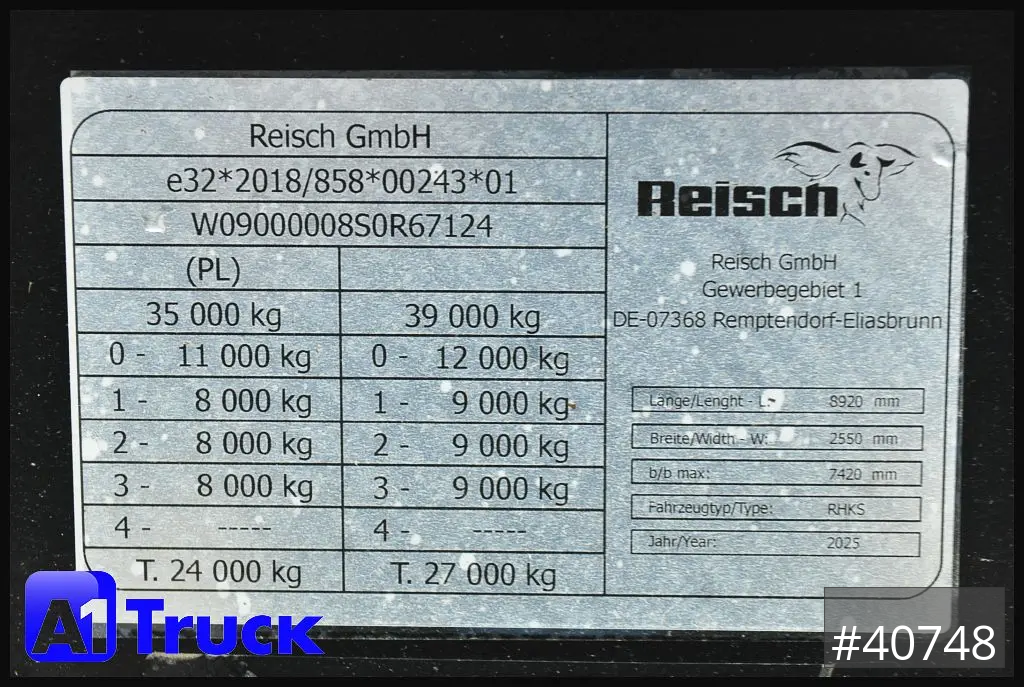 Reisch GmbH
e32*2018/858*00243*01
W09000008S0R67124
(PL)
35 000 kg 39 000 kg
0 - 11 000 kg 0 - 12 000 kg
1 - 8 000 kg 1 - 9 000 kg
2 - 8 000 kg 2 - 9 000 kg
3 - 8 000 kg 3 - 9 000 kg
4 - ----- 4 - -----
T. 24 000 kg T. 27 000 kg
Reisch
Reisch GmbH
Gewerbegebiet 1
DE-07368 Remptendorf-Eliasbrunn
Länge/Lenght - L:- 8920 mm
Breite/Width - W: 2550 mm
b/b max: 7420 mm
Fahrzeugtyp/Type: RHKS
Jahr/Year: 2025
A1 Truck
#40748